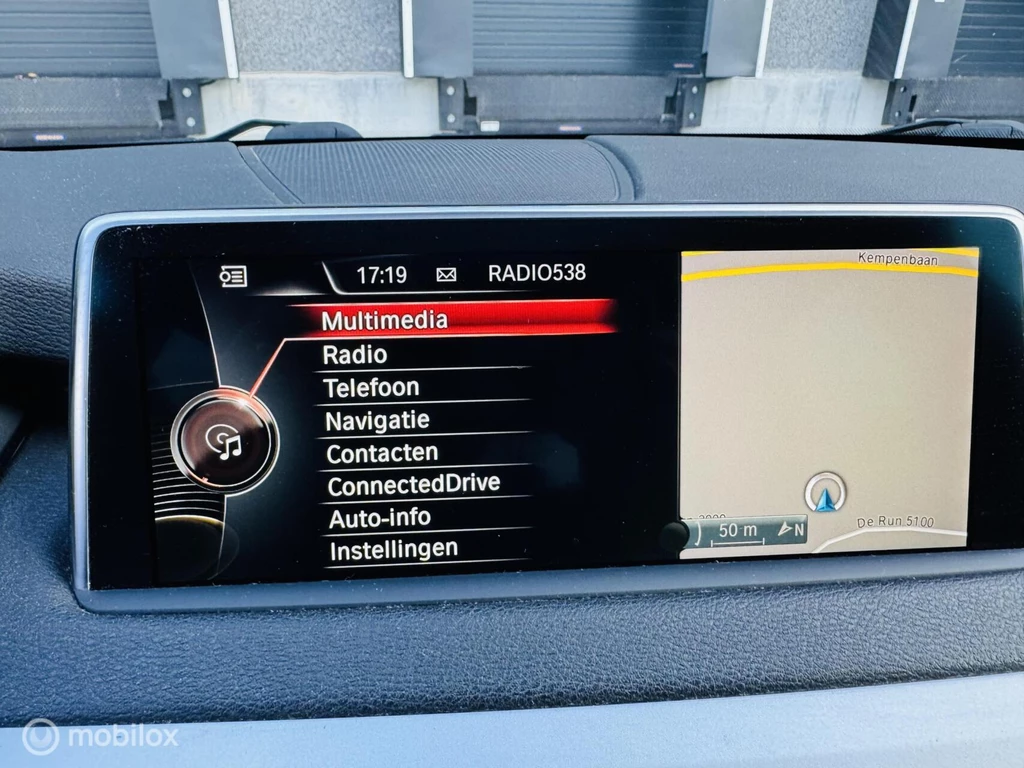 17:19 RADIO538
Multimedia
Radio
Telefoon
Navigatie
Contacten
ConnectedDrive
Auto-info
Instellingen
Kempenbaan
50 m N
De Run 5100
mobilox